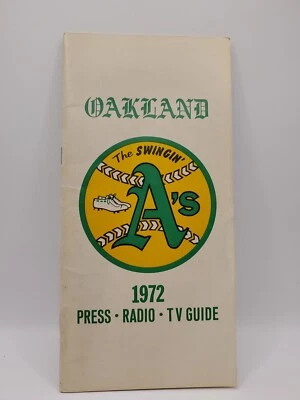 OAKLAND
The SWINGIN'
A's
1972
PRESS • RADIO • TV GUIDE